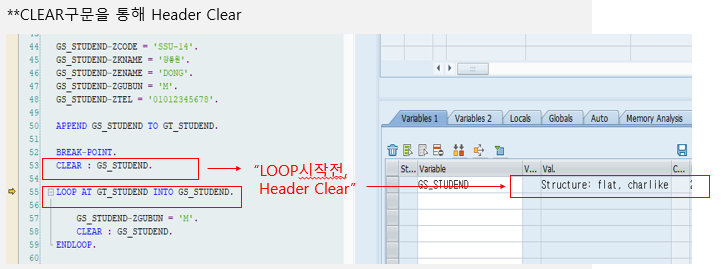 **CLEAR구문을 통해 Header Clear
44 GS_STUDEND-ZCODE = 'SSU-14'.
45 GS_STUDEND-ZKNAME = '강동원'.
46 GS_STUDEND-ZENAME = 'DONG'.
47 GS_STUDEND-ZGUBUN = 'M'.
48 GS_STUDEND-ZTEL = '01012345678'.
49
50 APPEND GS_STUDEND TO GT_STUDEND.
51
52 BREAK-POINT.
53 CLEAR : GS_STUDEND.
54
55 LOOP AT GT_STUDEND INTO GS_STUDEND.
56
57 GS_STUDEND-ZGUBUN = 'M'.
58 CLEAR : GS_STUDEND.
59 ENDLOOP.
60
"LOOP시작전,
Header Clear"
Variables 1 Variables 2 Locals Globals Auto Memory Analysis
St... Variable V... Val. C...
GS_STUDEND Structure: flat, charlike 2